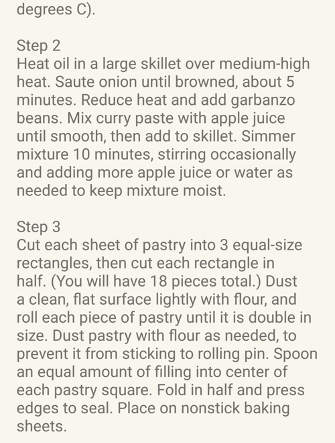 degrees C).
Step 2
Heat oil in a large skillet over medium-high
heat. Saute onion until browned, about 5
minutes. Reduce heat and add garbanzo
beans. Mix curry paste with apple juice
until smooth, then add to skillet. Simmer
mixture 10 minutes, stirring occasionally
and adding more apple juice or water as
needed to keep mixture moist.
Step 3
Cut each sheet of pastry into 3 equal-size
rectangles, then cut each rectangle in
half. (You will have 18 pieces total.) Dust
a clean, flat surface lightly with flour, and
roll each piece of pastry until it is double in
size. Dust pastry with flour as needed, to
prevent it from sticking to rolling pin. Spoon
an equal amount of filling into center of
each pastry square. Fold in half and press
edges to seal. Place on nonstick baking
sheets.